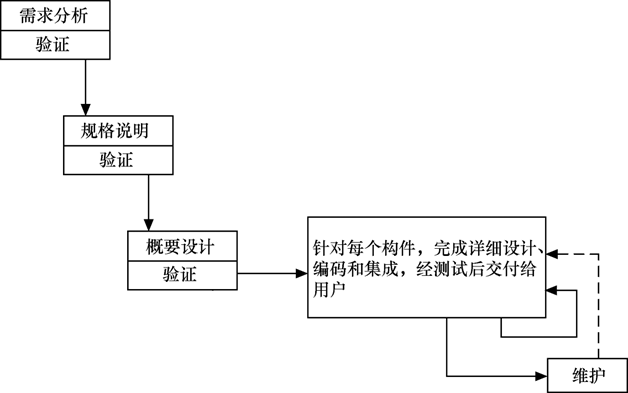 需求分析
验证
规格说明
验证
概要设计
验证
针对每个构件，完成详细设计、
编码和集成，经测试后交付给
用户
维护